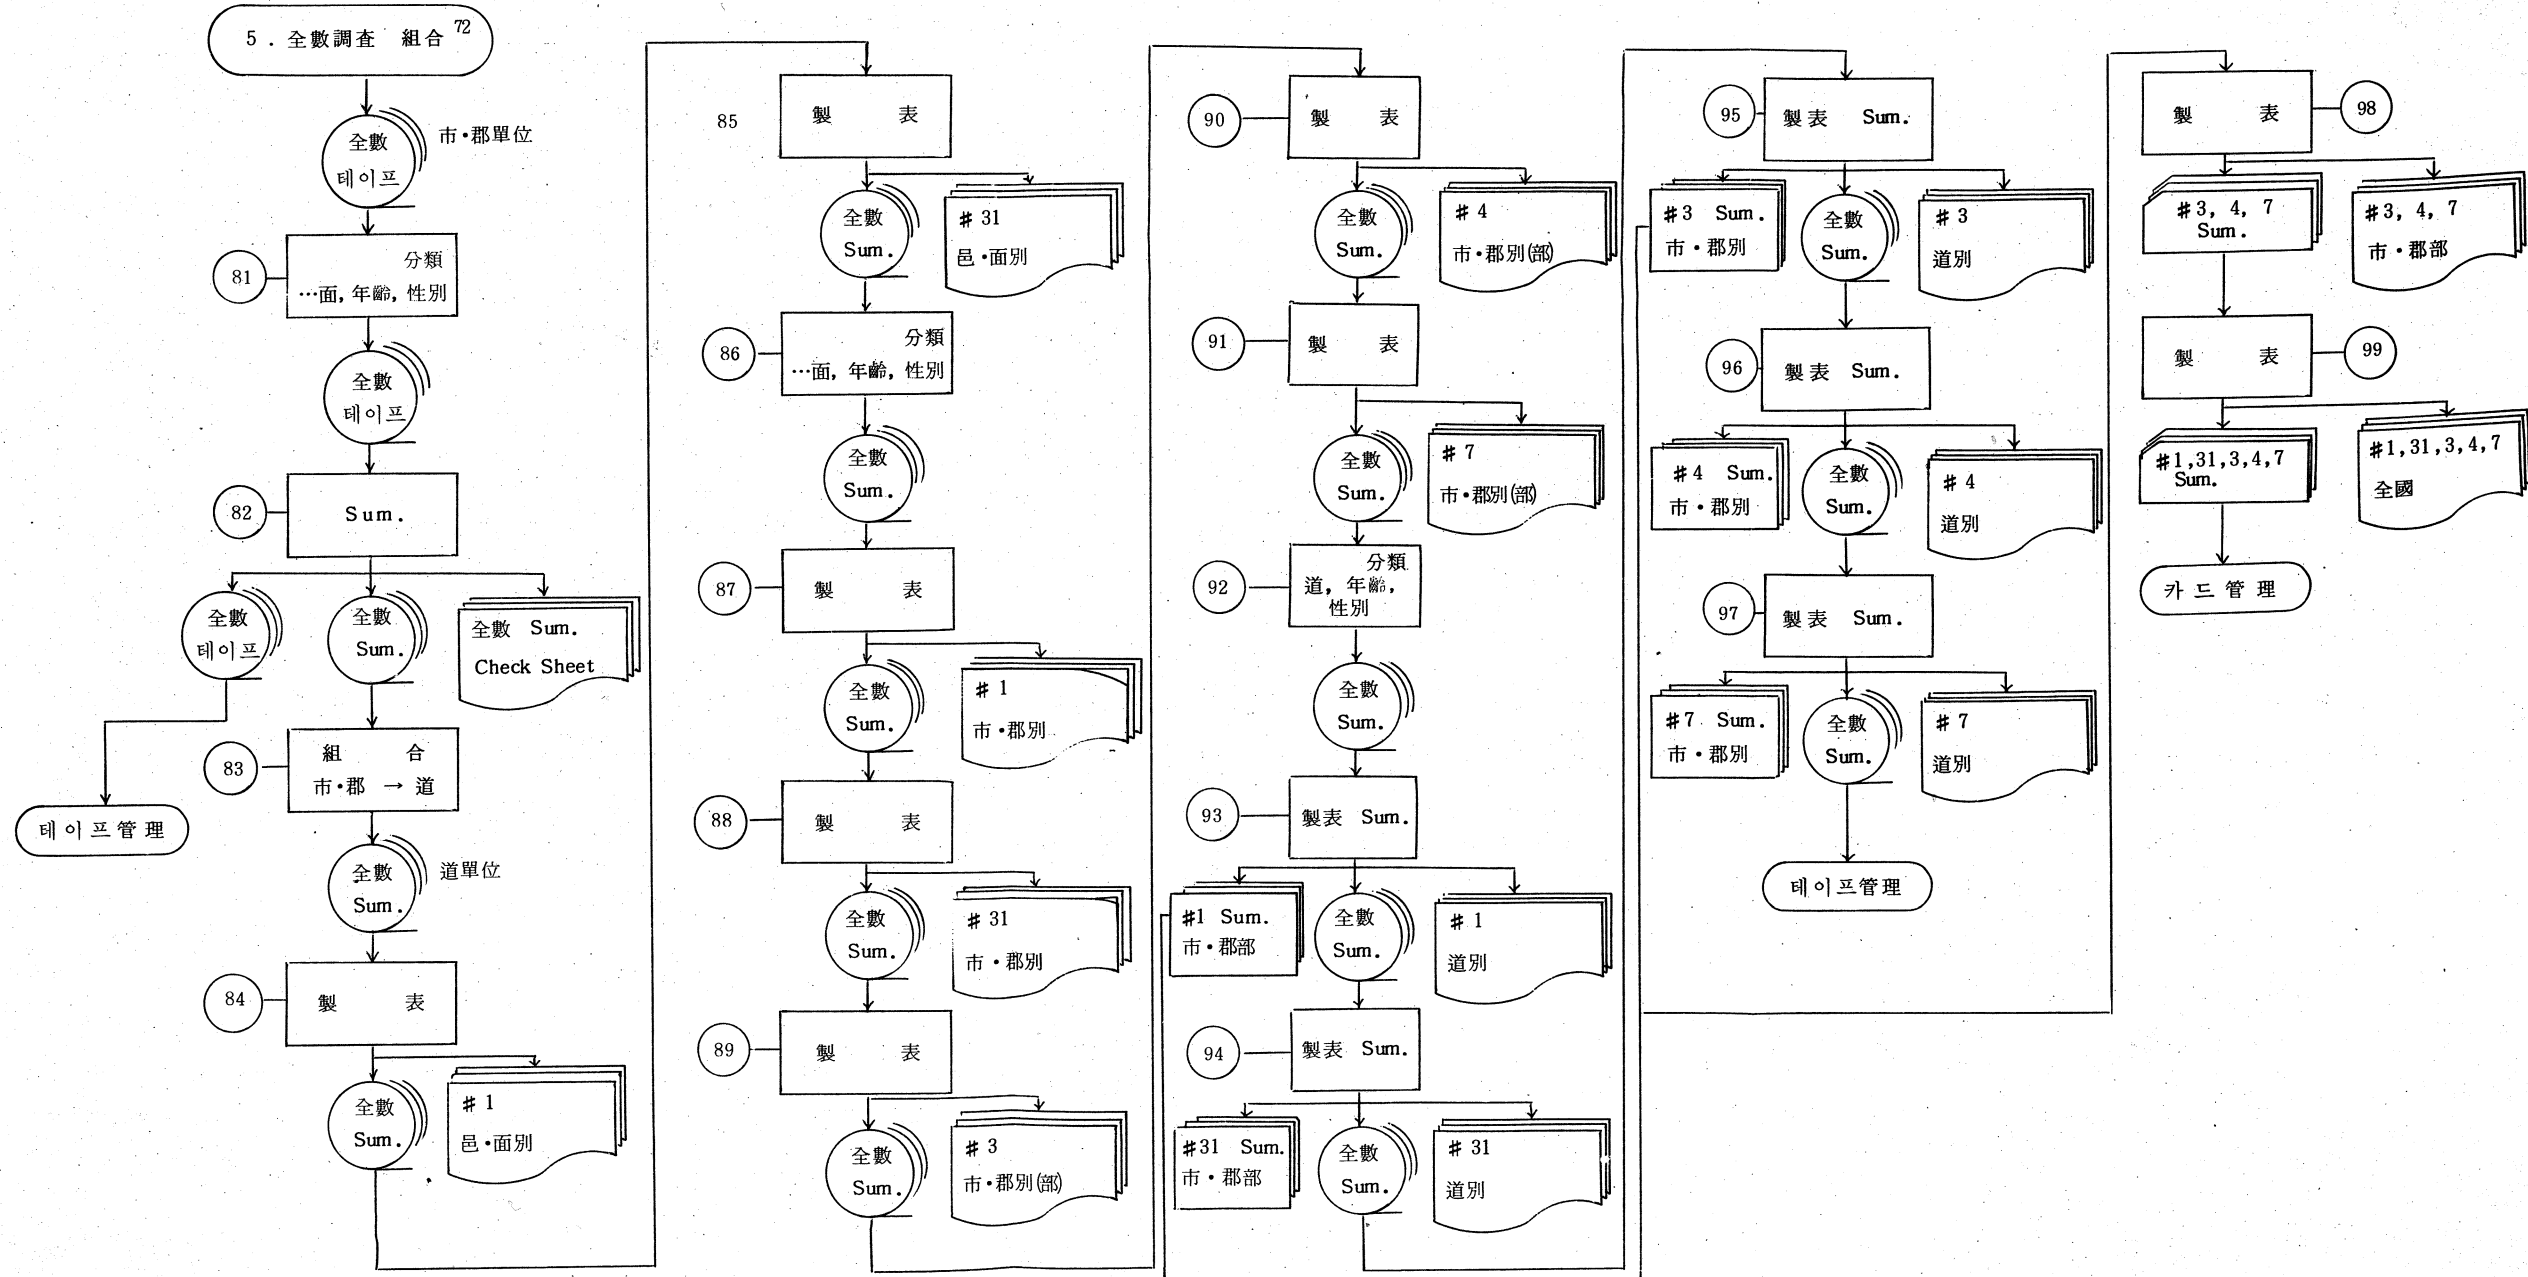 5．全數調査 組合 72
全數
테이프
市・郡單位
81
分類
…面, 年齡, 性別
全數
테이프
82
Sum.
全數
테이프
全數
Sum.
全數 Sum.
Check Sheet
테이프管理
83
組 合
市・郡 → 道
全數
Sum.
道單位
84
製 表
全數
Sum.
# 1
邑・面別
85
製 表
全數
Sum.
# 31
邑・面別
86
分類
…面, 年齡, 性別
全數
Sum.
87
製 表
全數
Sum.
# 1
市・郡別
88
製 表
全數
Sum.
# 31
市・郡別
89
製 表
全數
Sum.
# 3
市・郡別(部)
90
製 表
全數
Sum.
# 4
市・郡別(部)
91
製 表
全數
Sum.
# 7
市・郡別(部)
92
分類
道, 年齡,
性別
全數
Sum.
93
製表 Sum.
#1 Sum.
市・郡部
全數
Sum.
# 1
道別
94
製表 Sum.
#31 Sum.
市・郡部
全數
Sum.
# 31
道別
95
製表 Sum.
#3 Sum.
市・郡別
全數
Sum.
# 3
道別
96
製表 Sum.
#4 Sum.
市・郡別
全數
Sum.
# 4
道別
97
製表 Sum.
#7 Sum.
市・郡別
全數
Sum.
# 7
道別
테이프管理
98
製 表
#3, 4, 7
Sum.
#3, 4, 7
市・郡部
99
製 表
#1,31,3,4,7
Sum.
#1,31,3,4,7
全國
카드管理